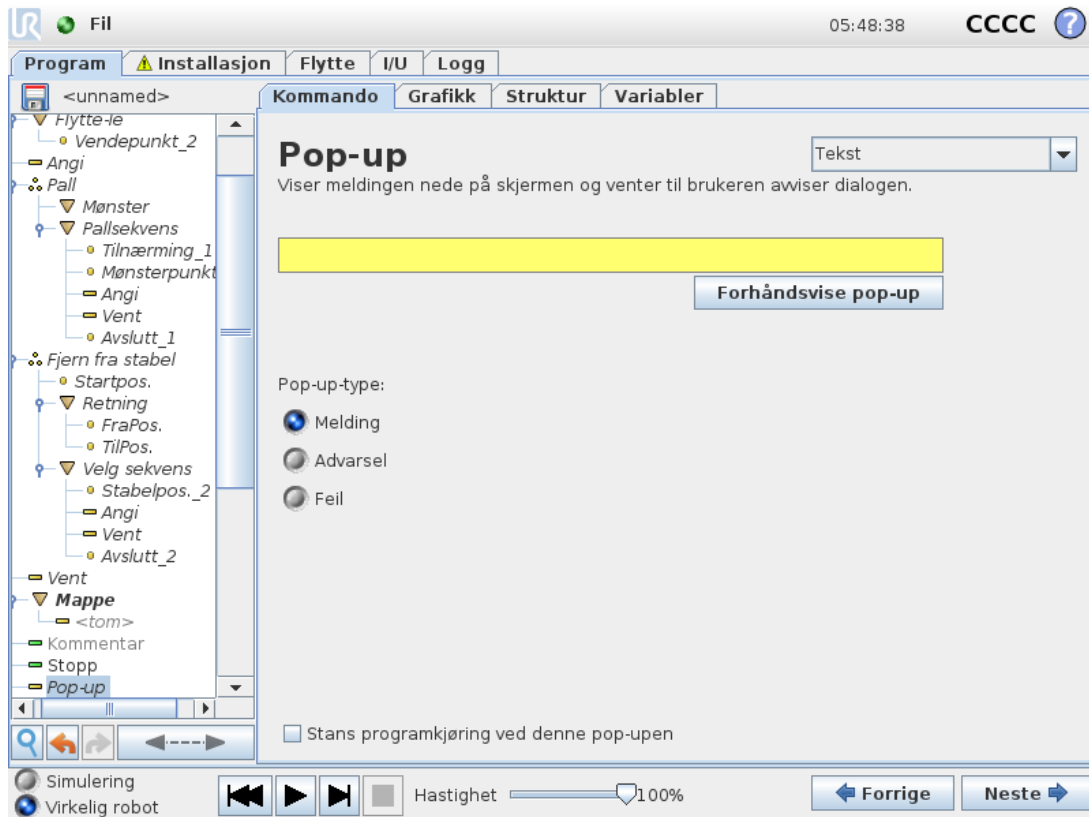 UR Fil 05:48:38 CCCC ?
Program Installasjon Flytte I/U Logg
<unnamed>
Kommando Grafikk Struktur Variabler
Flytte-le
Vendepunkt_2
Angi
Pall
Mønster
Pallsekvens
Tilnærming_1
Mønsterpunkt
Angi
Vent
Avslutt_1
Fjern fra stabel
Startpos.
Retning
FraPos.
TilPos.
Velg sekvens
Stabelpos._2
Angi
Vent
Avslutt_2
Vent
Mappe
<tom>
Kommentar
Stopp
Pop-up
Pop-up
Tekst
Viser meldingen nede på skjermen og venter til brukeren avviser dialogen.
Forhåndsvise pop-up
Pop-up-type:
Melding
Advarsel
Feil
Stans programkjøring ved denne pop-upen
Simulering
Virkelig robot
Hastighet 100%
Forrige
Neste